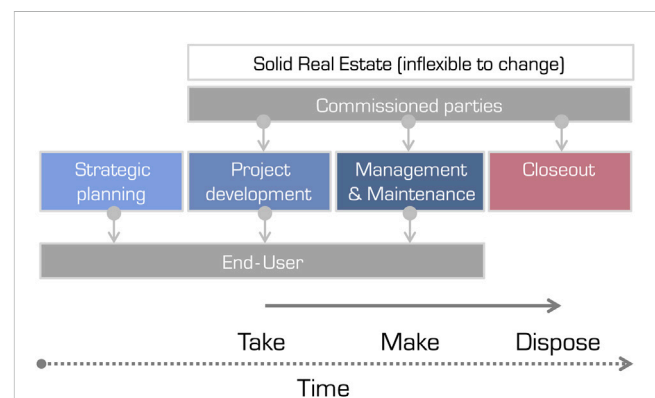 Solid Real Estate (inflexible to change)
Commissioned parties
Strategic
planning
Project
development
Management
& Maintenance
Closeout
End-User
Take
Make
Dispose
Time